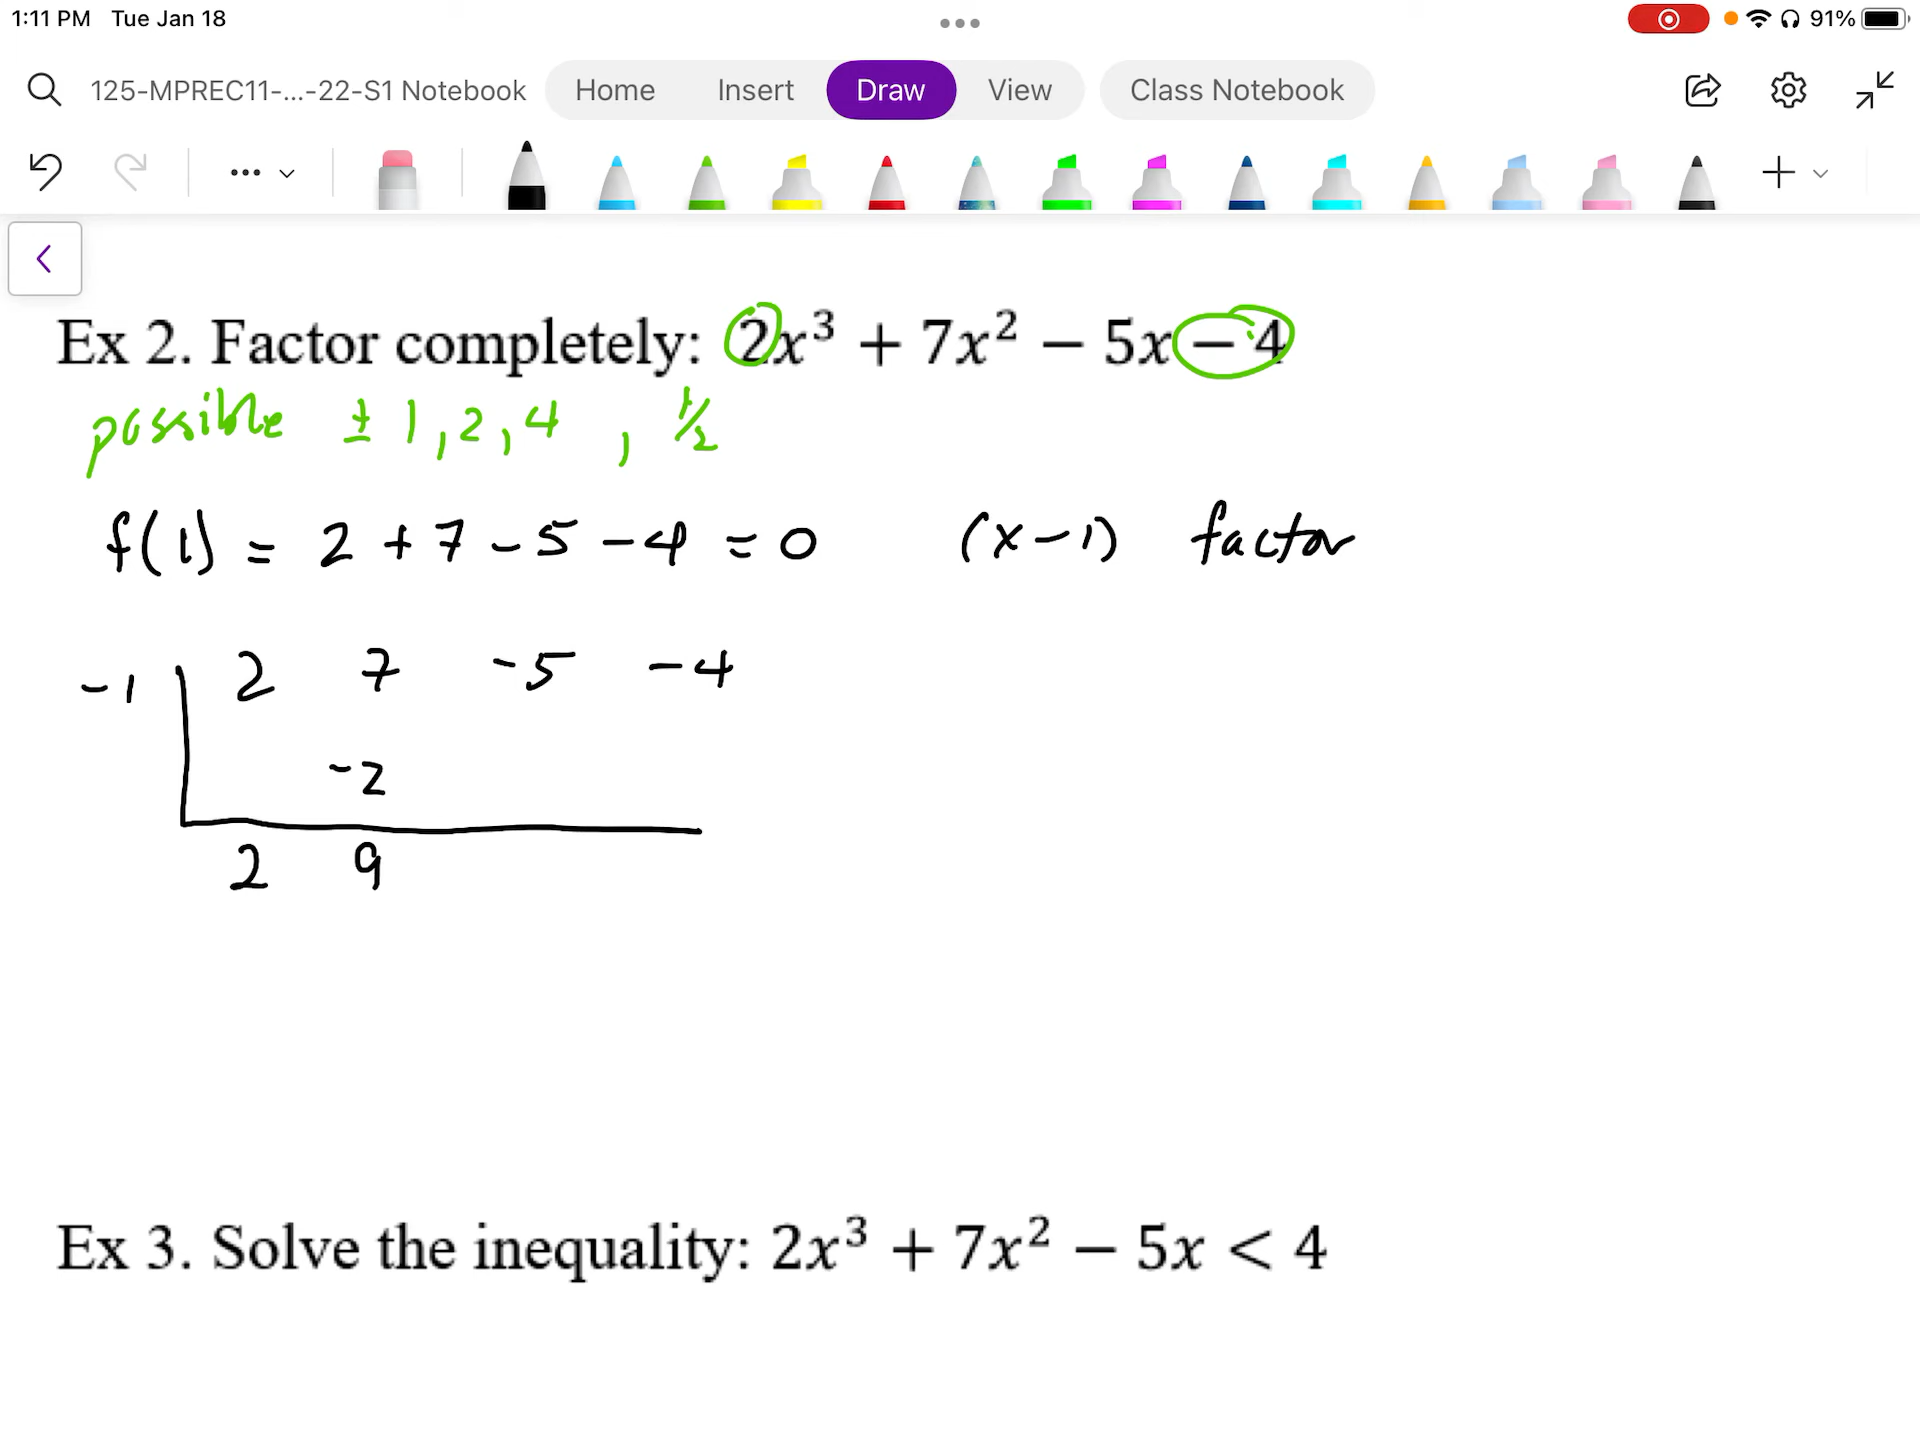 1:11 PM Tue Jan 18 91%
125-MPREC11-...-22-S1 Notebook Home Insert Draw View Class Notebook
Ex 2. Factor completely: 2x³ + 7x² − 5x − 4
possible ± 1, 2, 4 , 1/2
f(1) = 2 + 7 - 5 - 4 = 0 (x-1) factor
-1 2 7 -5 -4
-2
2 9
Ex 3. Solve the inequality: 2x³ + 7x² − 5x < 4